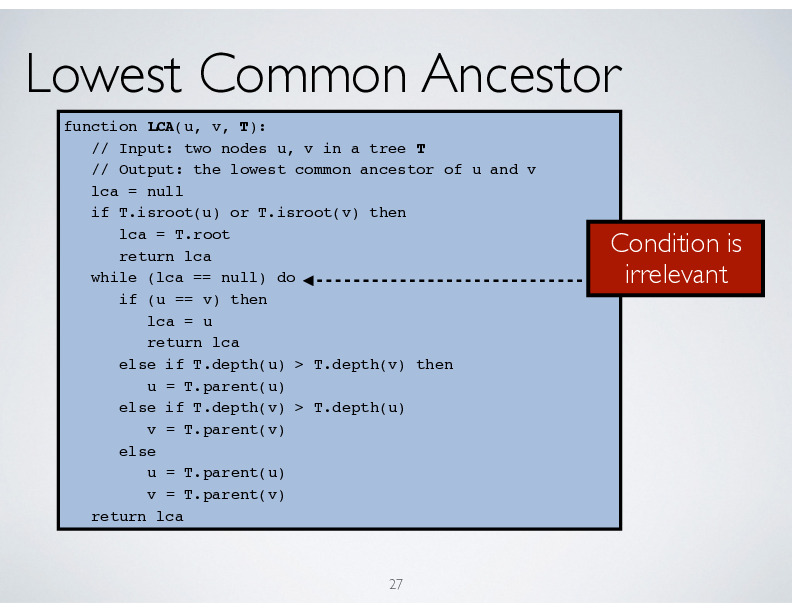 Lowest Common Ancestor
function LCA(u, v, T):
   // Input: two nodes u, v in a tree T
   // Output: the lowest common ancestor of u and v
   lca = null
   if T.isroot(u) or T.isroot(v) then
      lca = T.root
      return lca
   while (lca == null) do
      if (u == v) then
         lca = u
         return lca
      else if T.depth(u) > T.depth(v) then
         u = T.parent(u)
      else if T.depth(v) > T.depth(u)
         v = T.parent(v)
      else
         u = T.parent(u)
         v = T.parent(v)
   return lca
Condition is
irrelevant
27